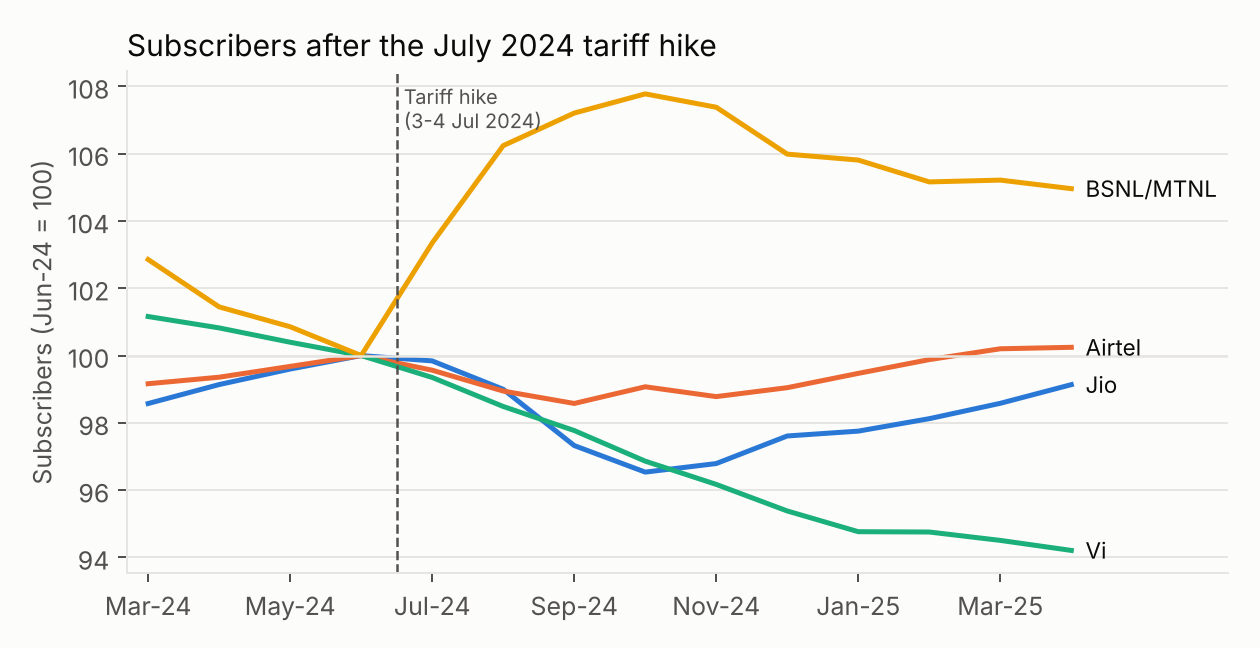 Subscribers after the July 2024 tariff hike
Subscribers (Jun-24 = 100)
108
106
104
102
100
98
96
94
Tariff hike
(3-4 Jul 2024)
BSNL/MTNL
Airtel
Jio
Vi
Mar-24
May-24
Jul-24
Sep-24
Nov-24
Jan-25
Mar-25